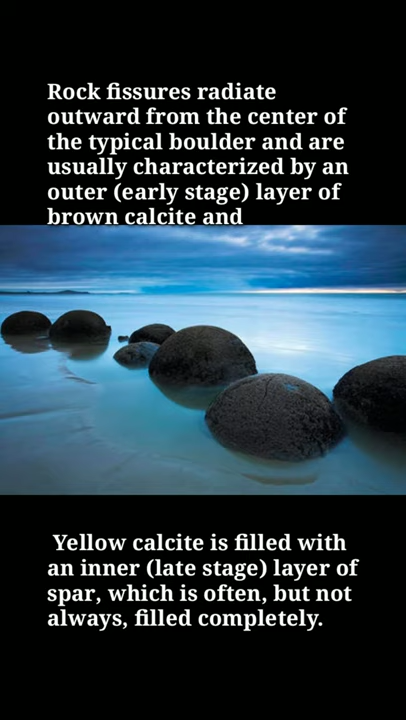 Rock fissures radiate
outward from the center of
the typical boulder and are
usually characterized by an
outer (early stage) layer of
brown calcite and
Yellow calcite is filled with
an inner (late stage) layer of
spar, which is often, but not
always, filled completely.